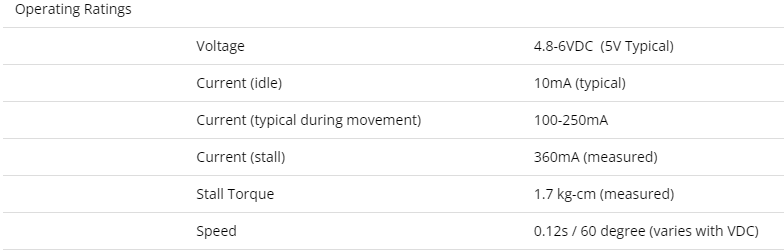 Operating Ratings
Voltage 4.8-6VDC (5V Typical)
Current (idle) 10mA (typical)
Current (typical during movement) 100-250mA
Current (stall) 360mA (measured)
Stall Torque 1.7 kg-cm (measured)
Speed 0.12s / 60 degree (varies with VDC)